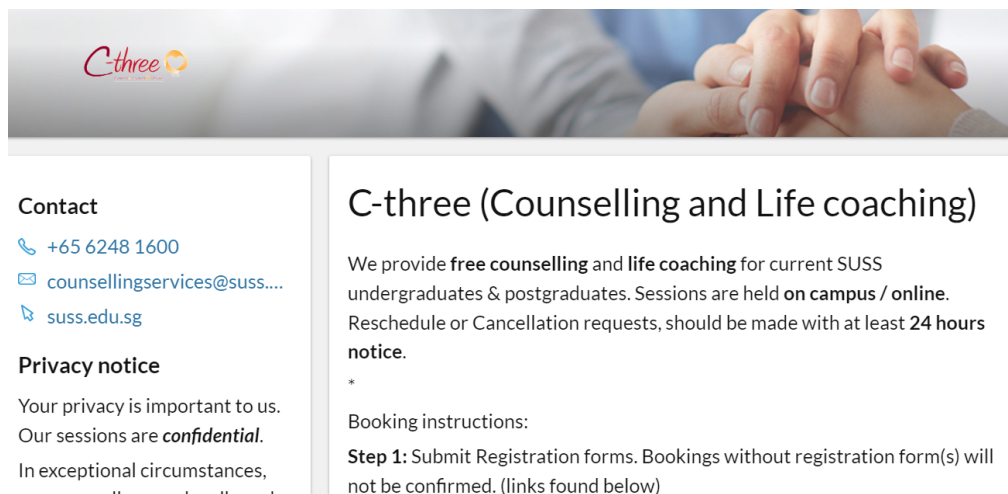 C-three
Contact
+65 6248 1600
counsellingservices@suss....
suss.edu.sg
Privacy notice
Your privacy is important to us.
Our sessions are confidential.
In exceptional circumstances,
C-three (Counselling and Life coaching)
We provide free counselling and life coaching for current SUSS
undergraduates & postgraduates. Sessions are held on campus / online.
Reschedule or Cancellation requests, should be made with at least 24 hours
notice.
*
Booking instructions:
Step 1: Submit Registration forms. Bookings without registration form(s) will
not be confirmed. (links found below)